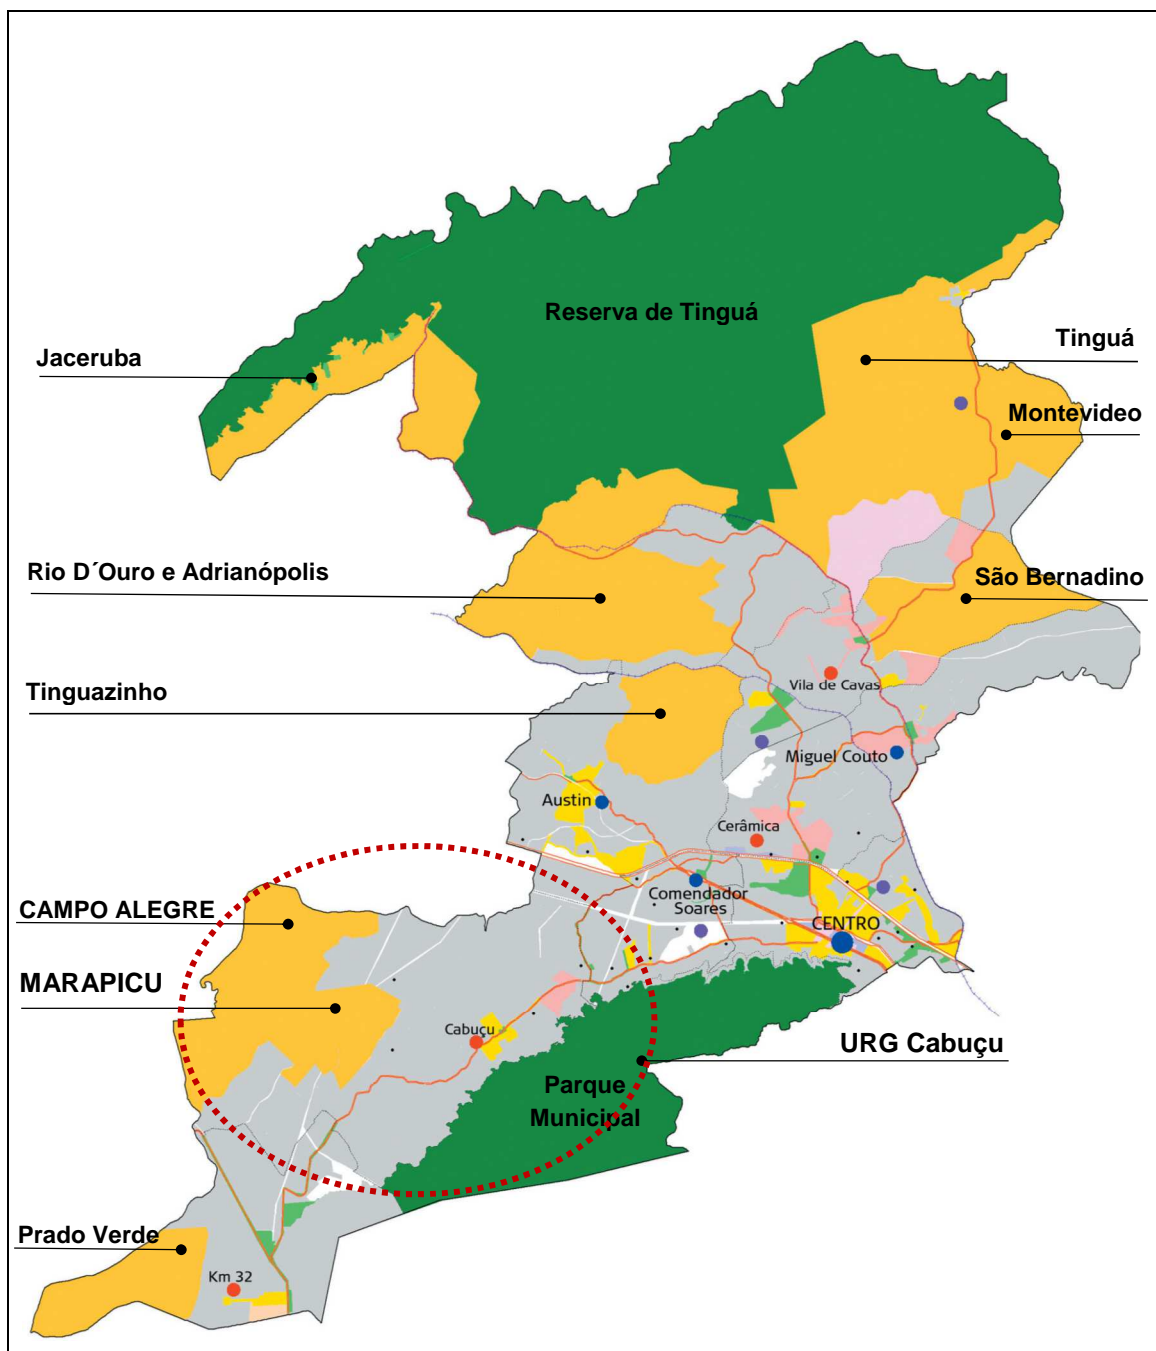 Reserva de Tinguá
Tinguá
Jaceruba
Montevideo
Rio D´Ouro e Adrianópolis
São Bernadino
Vila de Cavas
Tinguazinho
Miguel Couto
Austin
Cerâmica
Comendador
Soares
CAMPO ALEGRE
CENTRO
MARAPICU
Cabuçu
URG Cabuçu
Parque
Municipal
Prado Verde
Km 32